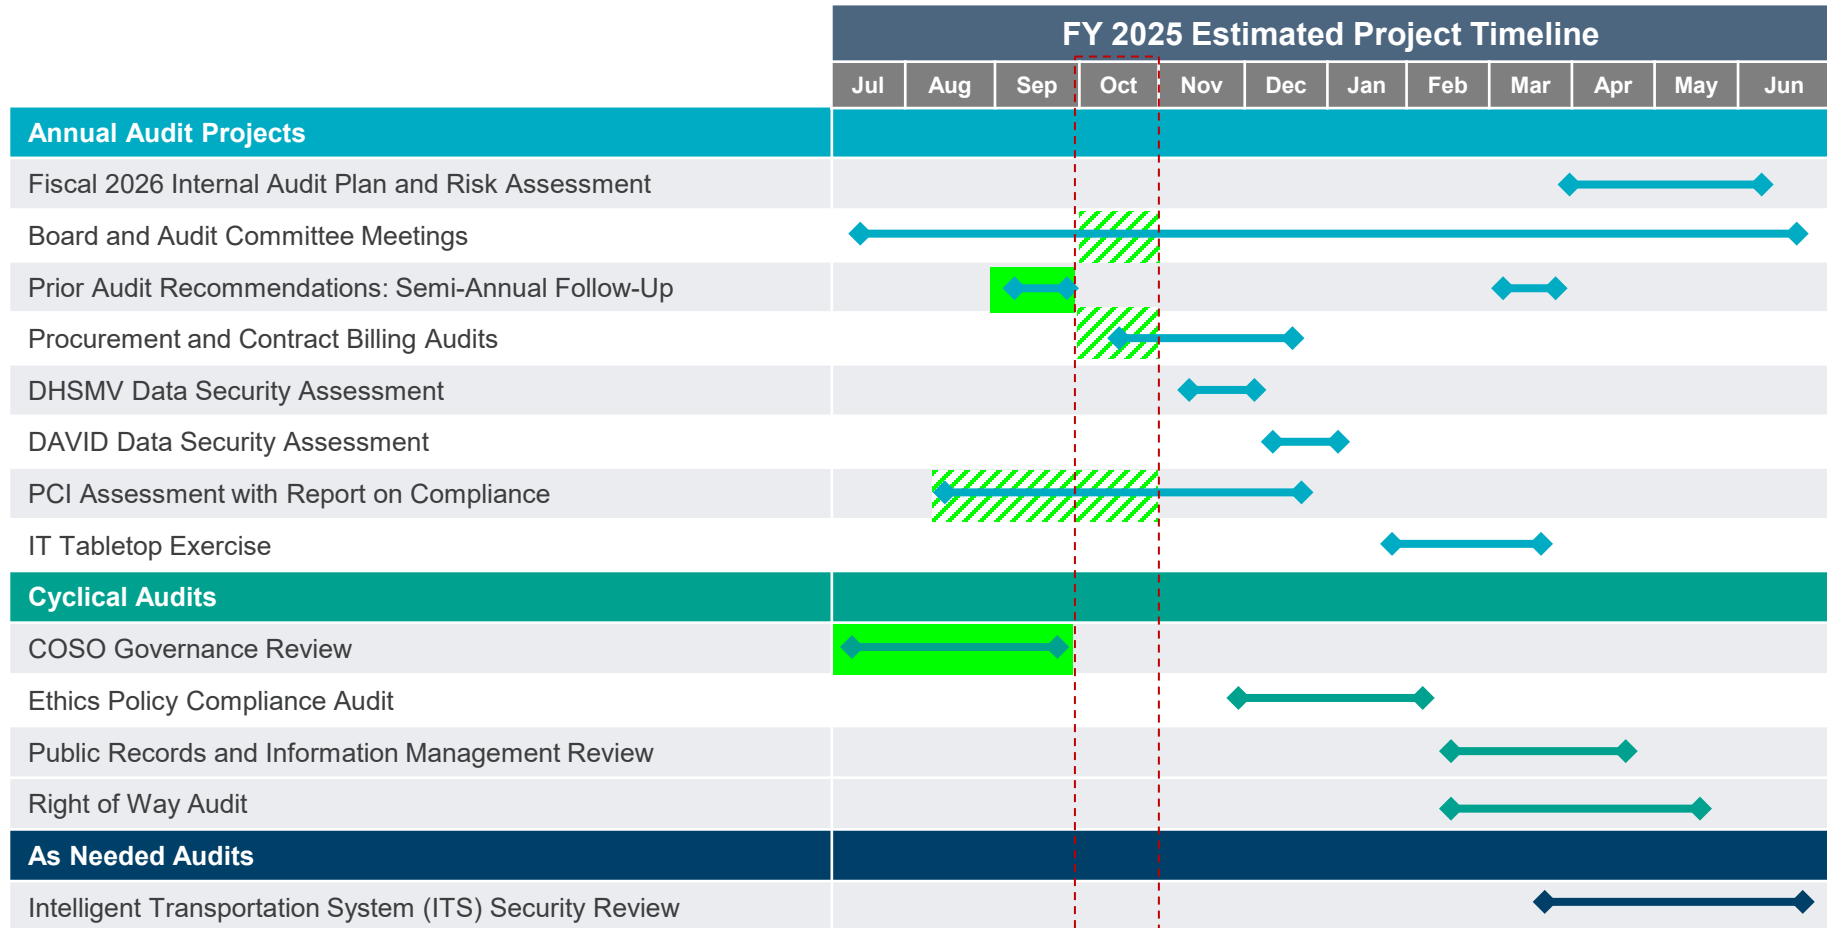 FY 2025 Estimated Project Timeline
Jul Aug Sep Oct Nov Dec Jan Feb Mar Apr May Jun
Annual Audit Projects
Fiscal 2026 Internal Audit Plan and Risk Assessment
Board and Audit Committee Meetings
Prior Audit Recommendations: Semi-Annual Follow-Up
Procurement and Contract Billing Audits
DHSMV Data Security Assessment
DAVID Data Security Assessment
PCI Assessment with Report on Compliance
IT Tabletop Exercise
Cyclical Audits
COSO Governance Review
Ethics Policy Compliance Audit
Public Records and Information Management Review
Right of Way Audit
As Needed Audits
Intelligent Transportation System (ITS) Security Review